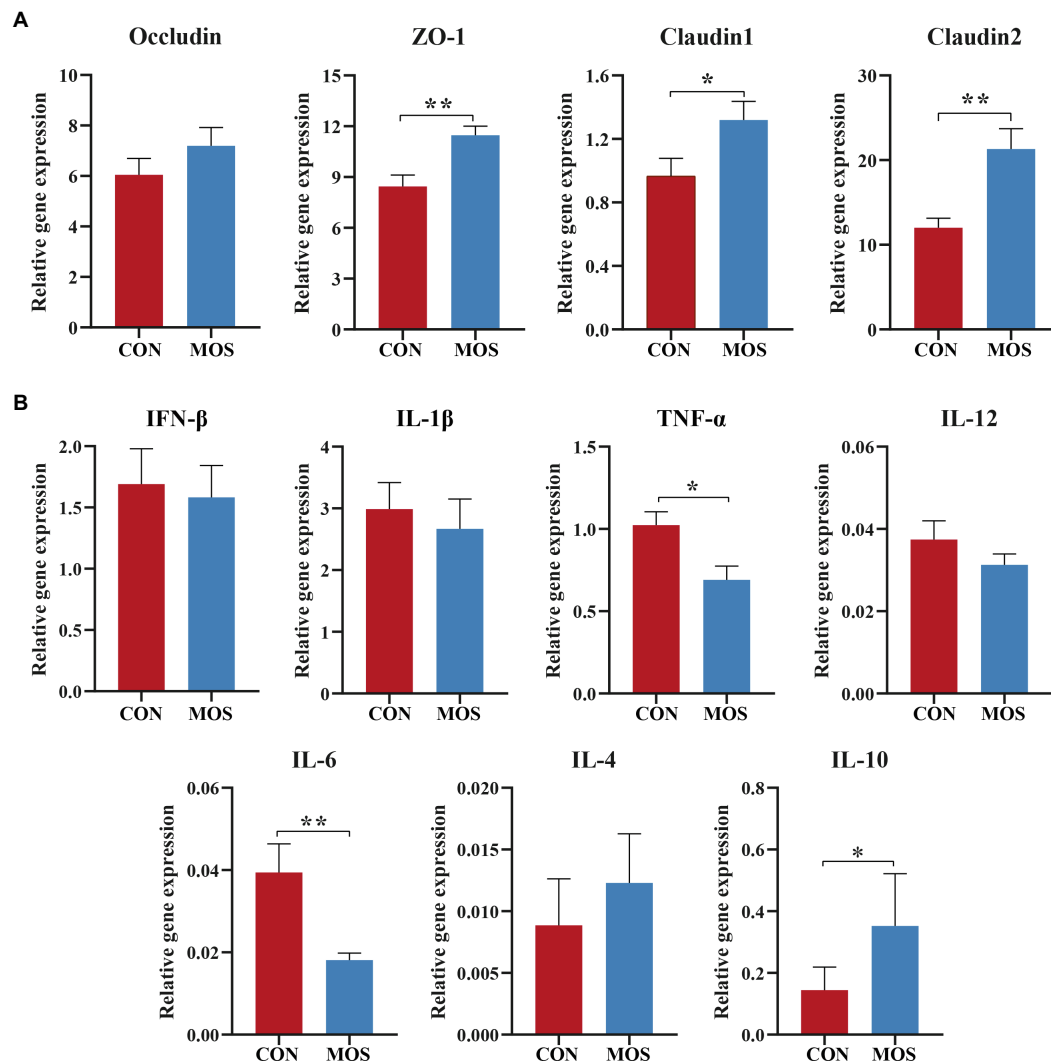 A
Occludin ZO-1 Claudin1 Claudin2
Relative gene expression Relative gene expression Relative gene expression Relative gene expression
10 15 1.6 30
8 12 ** 1.2 * 20 **
6 9 0.8 10
4 6 0.4 0
2 3 0.0
0 0
CON MOS CON MOS CON MOS CON MOS
B
IFN-β IL-1β TNF-α IL-12
Relative gene expression Relative gene expression Relative gene expression Relative gene expression
2.0 4 1.5 0.06
1.5 3 1.0 * 0.04
1.0 2 0.5 0.02
0.5 1 0.0 0.00
0.0 0
CON MOS CON MOS CON MOS CON MOS
IL-6 IL-4 IL-10
Relative gene expression Relative gene expression Relative gene expression
0.06 0.020 0.8
0.04 ** 0.015 0.6 *
0.02 0.010 0.4
0.00 0.005 0.2
0.000 0.0
CON MOS CON MOS CON MOS